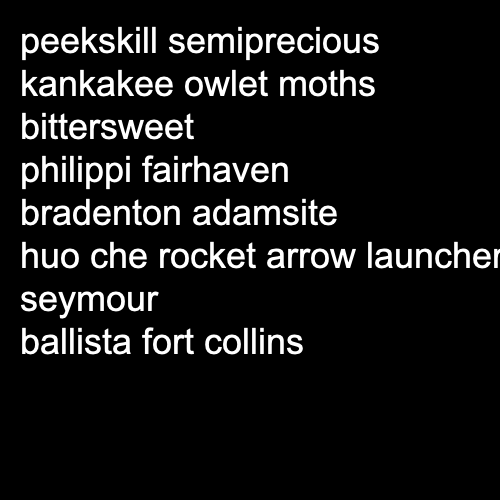 peekskill semiprecious
kankakee owlet moths
bittersweet
philippi fairhaven
bradenton adamsite
huo che rocket arrow launcher
seymour
ballista fort collins